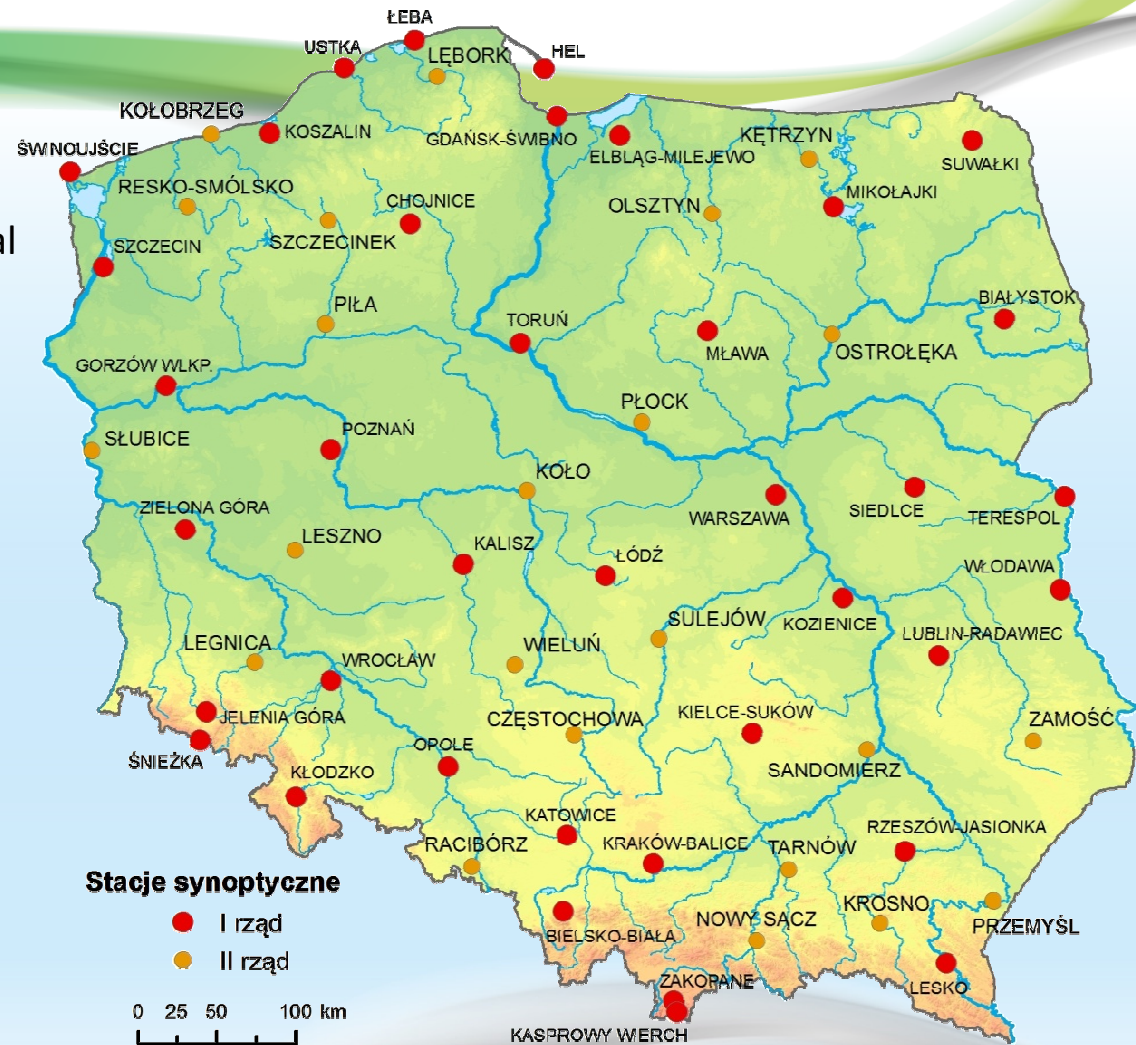 ŁEBA
USTKA
LĘBORK
HEL
KOŁOBRZEG
KOSZALIN
GDAŃSK-ŚWIBNO
ELBLĄG-MILEJEWO
KĘTRZYN
SUWAŁKI
ŚWINOUJŚCIE
RESKO-SMÓLSKO
CHOJNICE
OLSZTYN
MIKOŁAJKI
al
SZCZECIN
SZCZECINEK
PIŁA
TORUŃ
MŁAWA
OSTROŁĘKA
BIAŁYSTOK
GORZÓW WLKP.
PŁOCK
SŁUBICE
POZNAŃ
KOŁO
WARSZAWA
SIEDLCE
TERESPOL
ZIELONA GÓRA
LESZNO
KALISZ
ŁÓDŹ
WŁODAWA
SULEJÓW
KOZIENICE
LUBLIN-RADAWIEC
LEGNICA
WROCŁAW
WIELUŃ
JELENIA GÓRA
CZĘSTOCHOWA
KIELCE-SUKÓW
ZAMOŚĆ
ŚNIEŻKA
KŁODZKO
OPOLE
SANDOMIERZ
KATOWICE
RACIBÓRZ
KRAKÓW-BALICE
TARNÓW
RZESZÓW-JASIONKA
Stacje synoptyczne
I rząd
II rząd
BIELSKO-BIAŁA
NOWY SĄCZ
KROSNO
PRZEMYŚL
ZAKOPANE
LESKO
KASPROWY WIERCH
0 25 50 100 km